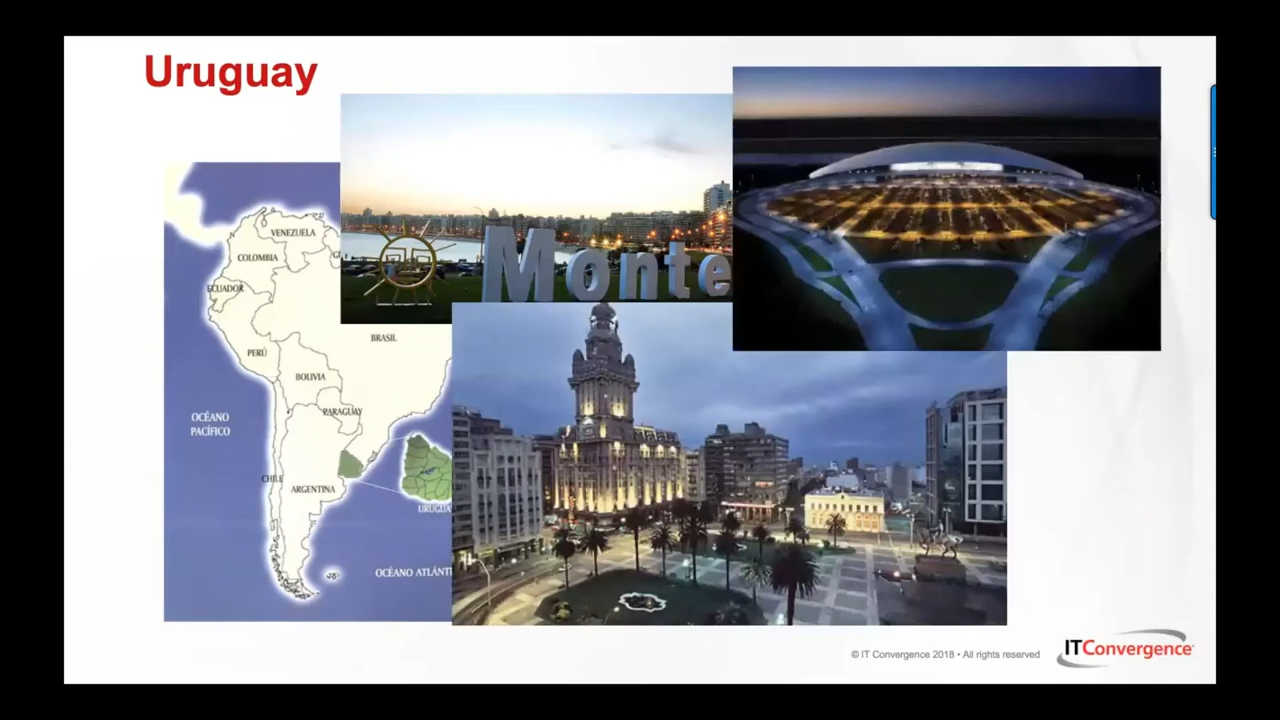 Uruguay
Monte
VENEZUELA
COLOMBIA
ECUADOR
BRASIL
PERÚ
BOLIVIA
OCÉANO
PACÍFICO
PARAGUAY
CHILE
ARGENTINA
URUGUA
OCÉANO ATLÁNT
© IT Convergence 2018 • All rights reserved
ITConvergence